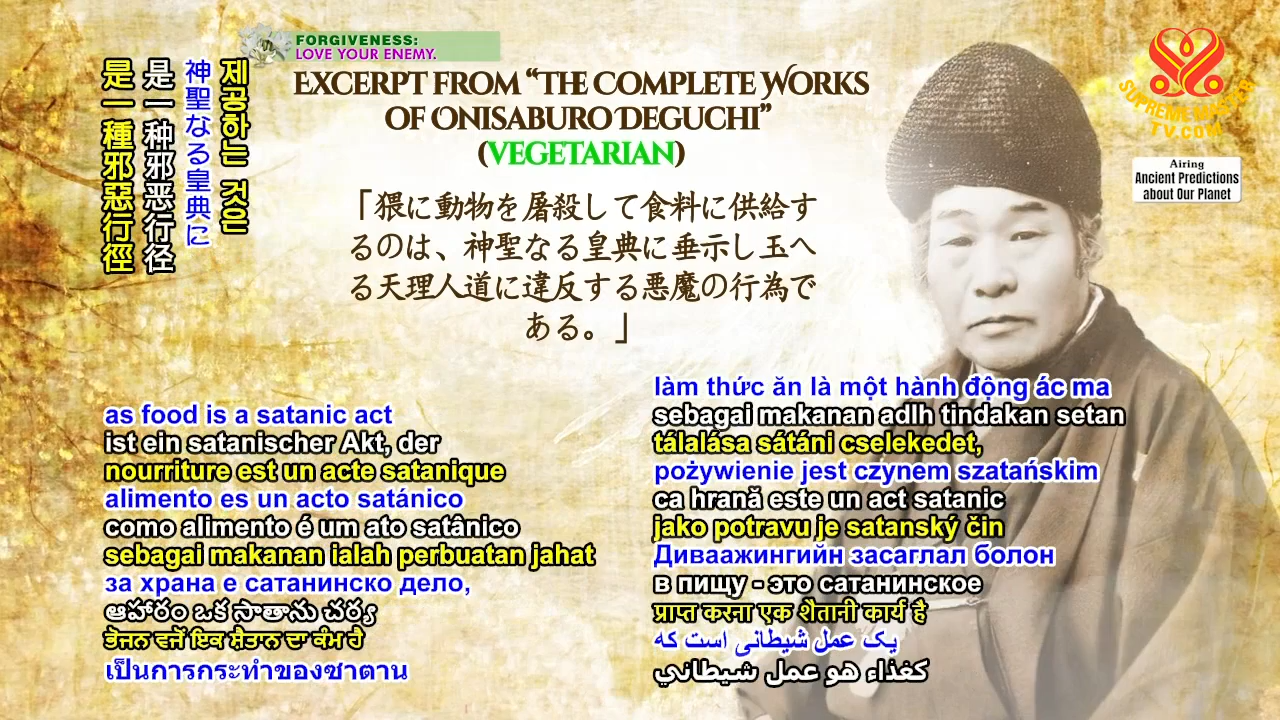 FORGIVENESS:
LOVE YOUR ENEMY.
EXCERPT FROM “THE COMPLETE WORKS
OF ONISABURO DEGUCHI”
(VEGETARIAN)
SUPREME MASTER
TV.COM
Airing
Ancient Predictions
about Our Planet
제공하는 것은
神聖なる皇典に
是一种邪恶行径
是一種邪惡行徑
「猥に動物を屠殺して食料に供給す
るのは、神聖なる皇典に垂示し玉へ
る天理人道に違反する悪魔の行為で
ある。」
as food is a satanic act
ist ein satanischer Akt, der
nourriture est un acte satanique
alimento es un acto satánico
como alimento é um ato satânico
sebagai makanan ialah perbuatan jahat
за храна е сатанинско дело,
ఆహారం ఒక సాతాను చర్య
ਭੋਜਨ ਵਜੋਂ ਇਕ ਸ਼ੈਤਾਨ ਦਾ ਕੰਮ ਹੈ
เป็นการกระทำของซาตาน
làm thức ăn là một hành động ác ma
sebagai makanan adlh tindakan setan
tálalása sátáni cselekedet,
pożywienie jest czynem szatańskim
ca hrană este un act satanic
jako potravu je satanský čin
Диваажингийн засаглал болон
в пищу - это сатанинское
प्राप्त करना एक शैतानी कार्य है
یک عمل شیطانی است که
كغذاء هو عمل شيطاني